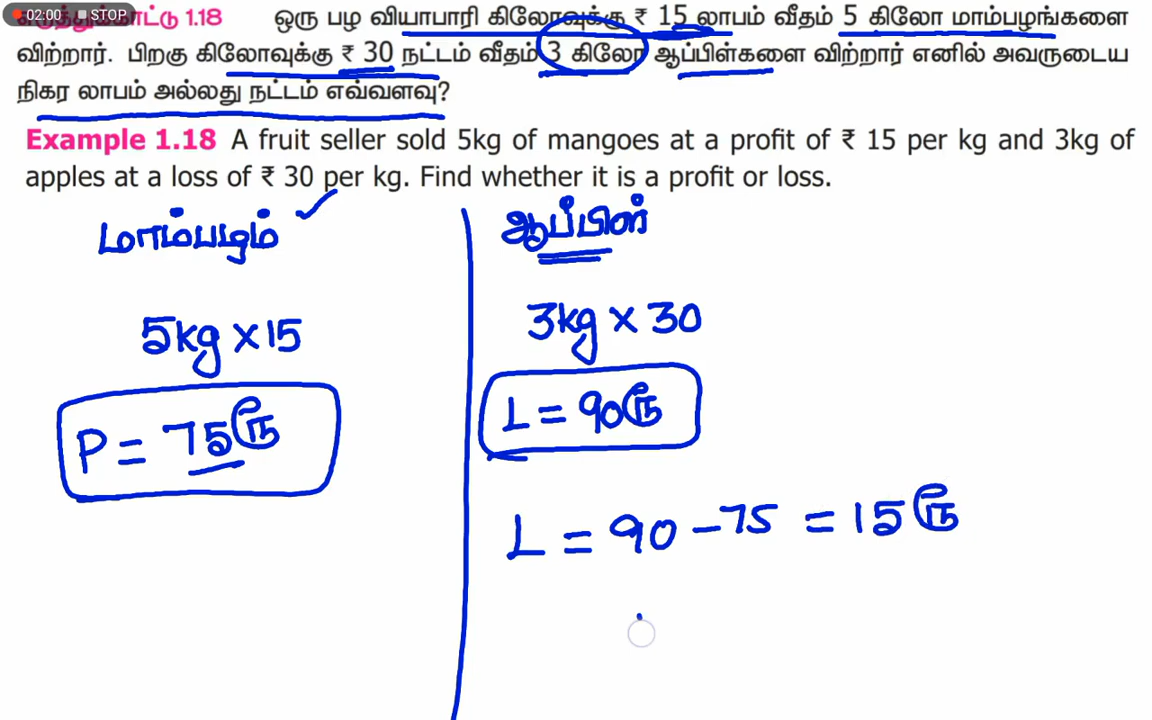 02:00 STOP
எடுத்துக்காட்டு 1.18 ஒரு பழ வியாபாரி கிலோவுக்கு ₹ 15 லாபம் வீதம் 5 கிலோ மாம்பழங்களை
விற்றார். பிறகு கிலோவுக்கு ₹ 30 நட்டம் வீதம் 3 கிலோ ஆப்பிள்களை விற்றார் எனில் அவருடைய
நிகர லாபம் அல்லது நட்டம் எவ்வளவு?
Example 1.18 A fruit seller sold 5kg of mangoes at a profit of ₹ 15 per kg and 3kg of
apples at a loss of ₹ 30 per kg. Find whether it is a profit or loss.
மாம்பழம்
5kg × 15
P = 75ரூ
ஆப்பிள்
3kg × 30
L = 90ரூ
L = 90 - 75 = 15ரூ